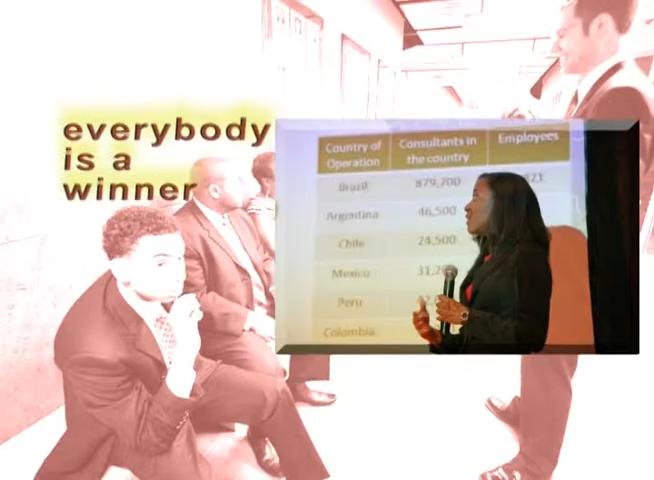 everybody
is a
winner
Country of Operation Consultants in the country Employees
Brazil 879,700
Argentina 46,500
Chile 24,500
Mexico
Peru
Colombia